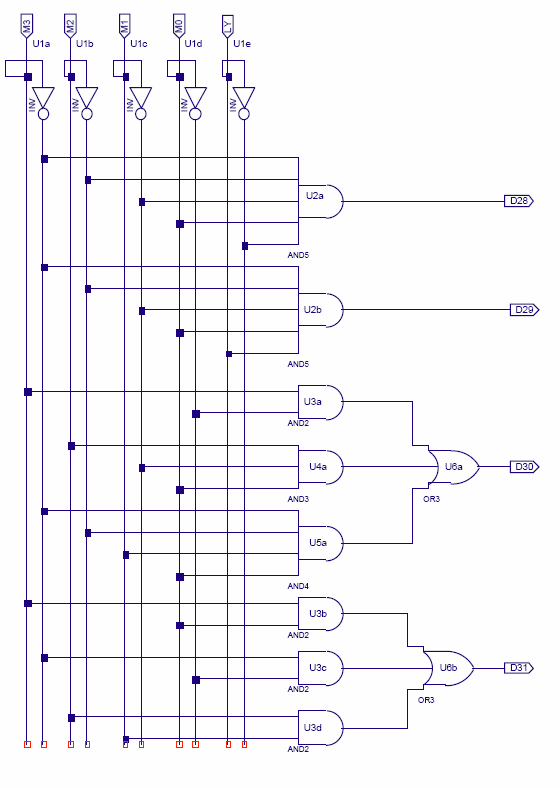 M3 M2 M1 M0 LY
U1a U1b U1c U1d U1e
INV INV INV INV INV
U2a D28
AND5
U2b D29
AND5
U3a
AND2
U4a U6a D30
AND3 OR3
U5a
AND4
U3b
AND2
U3c U6b D31
AND2 OR3
U3d
AND2